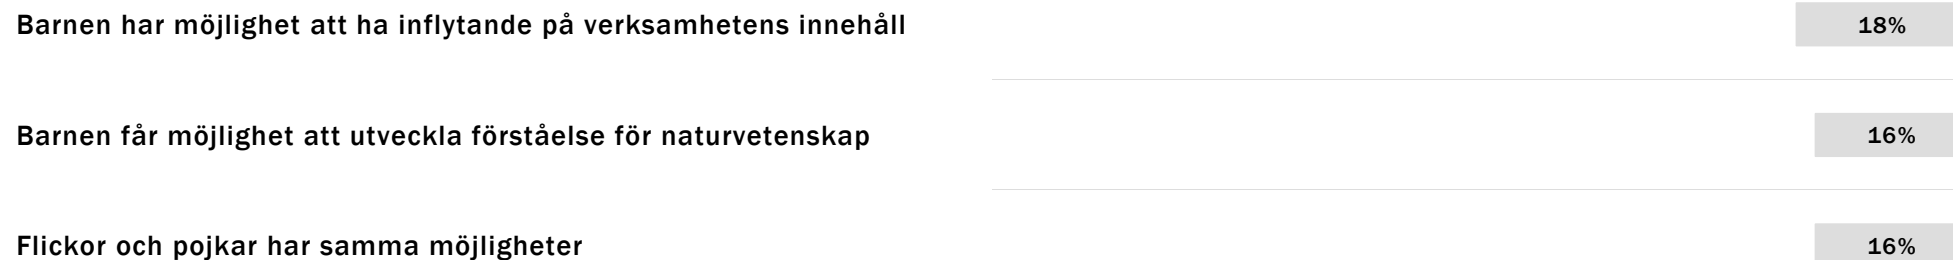 Barnen har möjlighet att ha inflytande på verksamhetens innehåll 18%
Barnen får möjlighet att utveckla förståelse för naturvetenskap 16%
Flickor och pojkar har samma möjligheter 16%